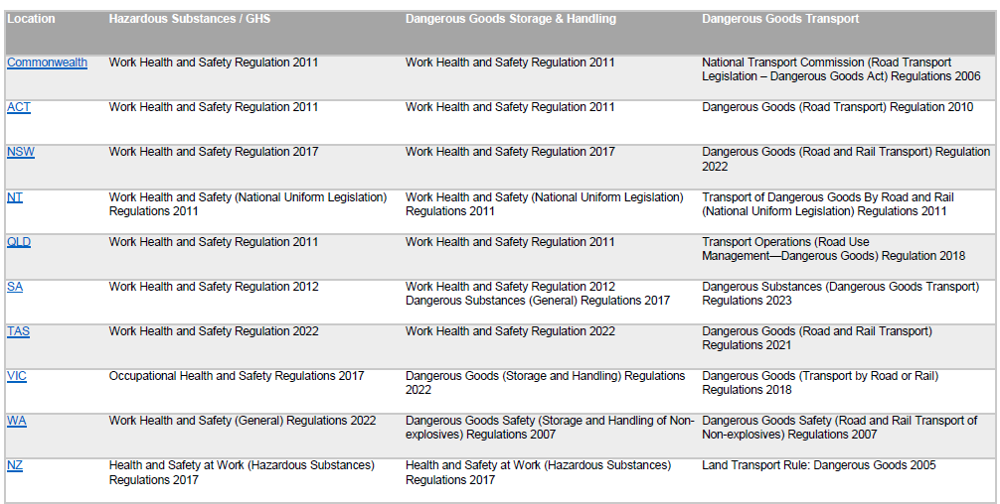 Location Hazardous Substances / GHS Dangerous Goods Storage & Handling Dangerous Goods Transport
Commonwealth Work Health and Safety Regulation 2011 Work Health and Safety Regulation 2011 National Transport Commission (Road Transport
Legislation – Dangerous Goods Act) Regulations 2006
ACT Work Health and Safety Regulation 2011 Work Health and Safety Regulation 2011 Dangerous Goods (Road Transport) Regulation 2010
NSW Work Health and Safety Regulation 2017 Work Health and Safety Regulation 2017 Dangerous Goods (Road and Rail Transport) Regulation
2022
NT Work Health and Safety (National Uniform Legislation) Work Health and Safety (National Uniform Legislation) Transport of Dangerous Goods By Road and Rail
Regulations 2011 Regulations 2011 (National Uniform Legislation) Regulations 2011
QLD Work Health and Safety Regulation 2011 Work Health and Safety Regulation 2011 Transport Operations (Road Use
Management—Dangerous Goods) Regulation 2018
SA Work Health and Safety Regulation 2012 Work Health and Safety Regulation 2012 Dangerous Substances (Dangerous Goods Transport)
Dangerous Substances (General) Regulations 2017 Regulations 2023
TAS Work Health and Safety Regulation 2022 Work Health and Safety Regulation 2022 Dangerous Goods (Road and Rail Transport)
Regulations 2021
VIC Occupational Health and Safety Regulations 2017 Dangerous Goods (Storage and Handling) Regulations Dangerous Goods (Transport by Road or Rail)
2022 Regulations 2018
WA Work Health and Safety (General) Regulations 2022 Dangerous Goods Safety (Storage and Handling of Non- Dangerous Goods Safety (Road and Rail Transport of
explosives) Regulations 2007 Non-explosives) Regulations 2007
NZ Health and Safety at Work (Hazardous Substances) Health and Safety at Work (Hazardous Substances) Land Transport Rule: Dangerous Goods 2005
Regulations 2017 Regulations 2017